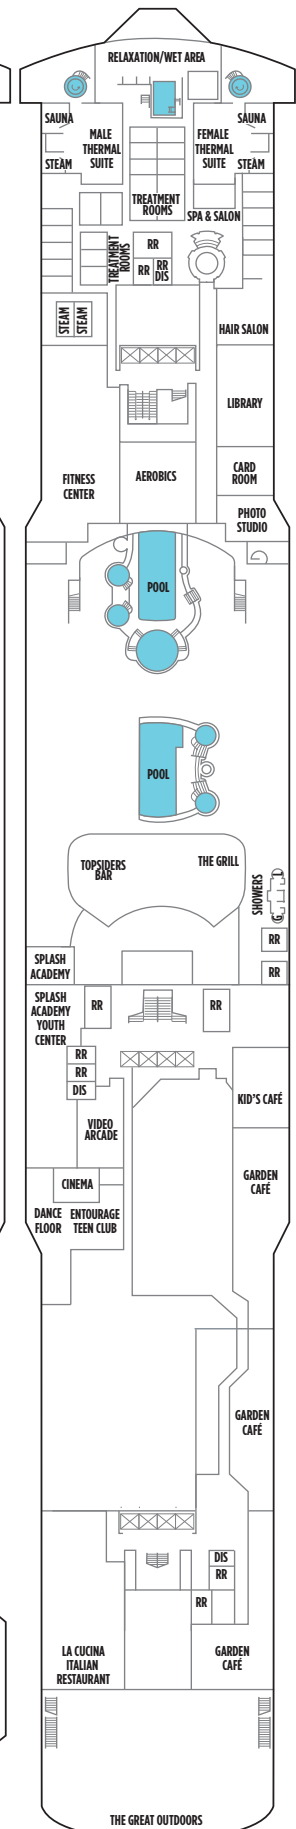 RELAXATION/WET AREA
SAUNA
SAUNA
MALE
THERMAL
SUITE
FEMALE
THERMAL
SUITE
STEAM
STEAM
TREATMENT
ROOMS
SPA & SALON
TREATMENT
ROOMS
RR
RR
RR
DIS
STEAM
STEAM
HAIR SALON
LIBRARY
FITNESS
CENTER
AEROBICS
CARD
ROOM
PHOTO
STUDIO
POOL
POOL
TOPSIDERS
BAR
THE GRILL
SHOWERS
L
G
RR
RR
SPLASH
ACADEMY
SPLASH
ACADEMY
YOUTH
CENTER
RR
RR
RR
RR
DIS
KID'S CAFÉ
VIDEO
ARCADE
GARDEN
CAFÉ
CINEMA
DANCE
FLOOR
ENTOURAGE
TEEN CLUB
GARDEN
CAFÉ
DIS
RR
RR
LA CUCINA
ITALIAN
RESTAURANT
GARDEN
CAFÉ
THE GREAT OUTDOORS